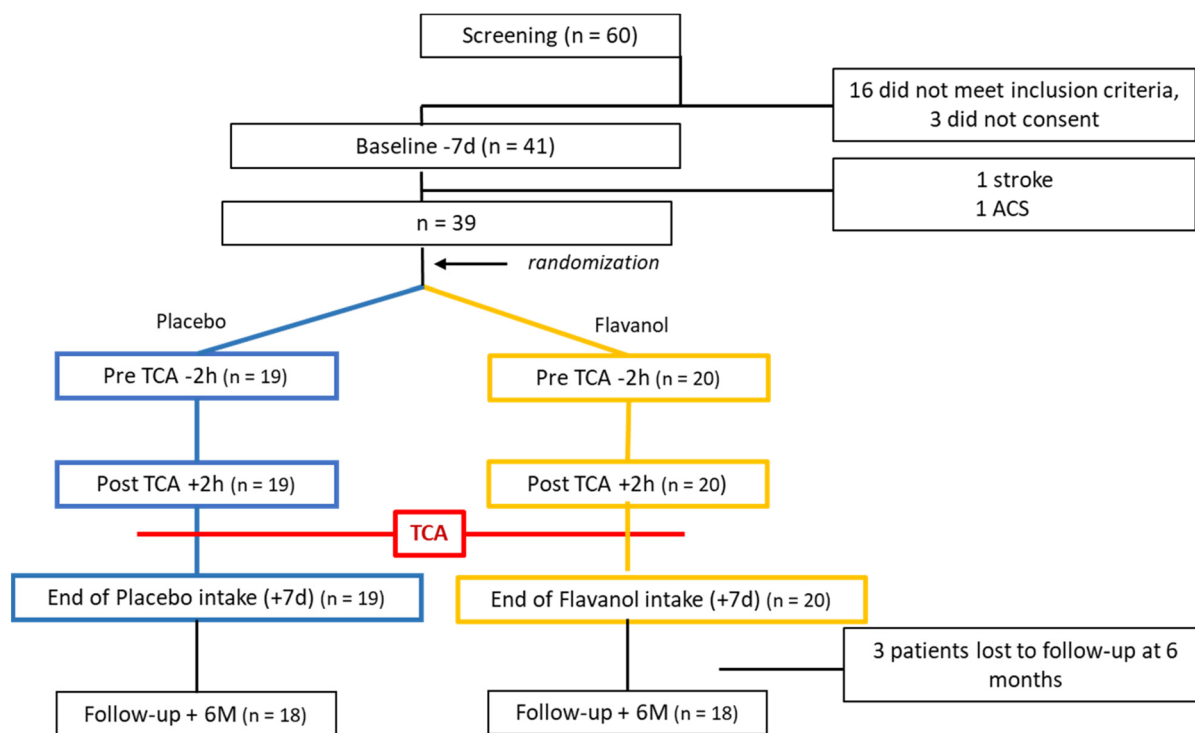 Screening (n = 60)
16 did not meet inclusion criteria,
3 did not consent
Baseline -7d (n = 41)
1 stroke
1 ACS
n = 39
randomization
Placebo
Flavanol
Pre TCA -2h (n = 19)
Pre TCA -2h (n = 20)
Post TCA +2h (n = 19)
Post TCA +2h (n = 20)
TCA
End of Placebo intake (+7d) (n = 19)
End of Flavanol intake (+7d) (n = 20)
3 patients lost to follow-up at 6
months
Follow-up + 6M (n = 18)
Follow-up + 6M (n = 18)